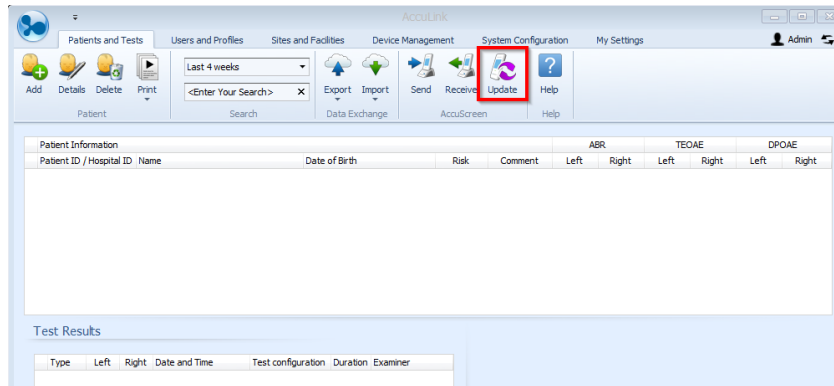 AccuLink
Patients and Tests Users and Profiles Sites and Facilities Device Management System Configuration My Settings Admin
Last 4 weeks
<Enter Your Search> x
Add Details Delete Print Export Import Send Receive Update Help
Patient Search Data Exchange AccuScreen Help
Patient Information ABR TEOAE DPOAE
Patient ID / Hospital ID Name Date of Birth Risk Comment Left Right Left Right Left Right
Test Results
Type Left Right Date and Time Test configuration Duration Examiner